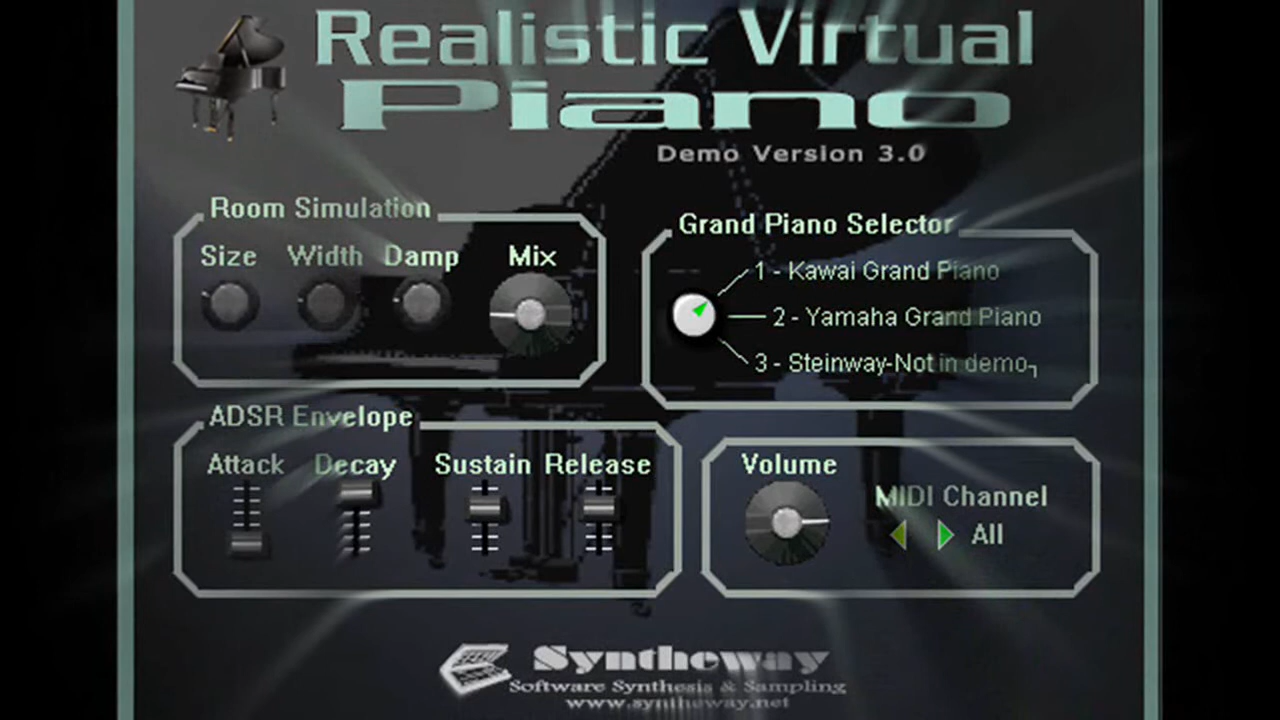 Realistic Virtual
Piano
Demo Version 3.0
Room Simulation
Size Width Damp Mix
Grand Piano Selector
1 - Kawai Grand Piano
2 - Yamaha Grand Piano
3 - Steinway-Not in demo
ADSR Envelope
Attack Decay Sustain Release
Volume
MIDI Channel
All
Syntheway
Software Synthesis & Sampling
www.syntheway.net